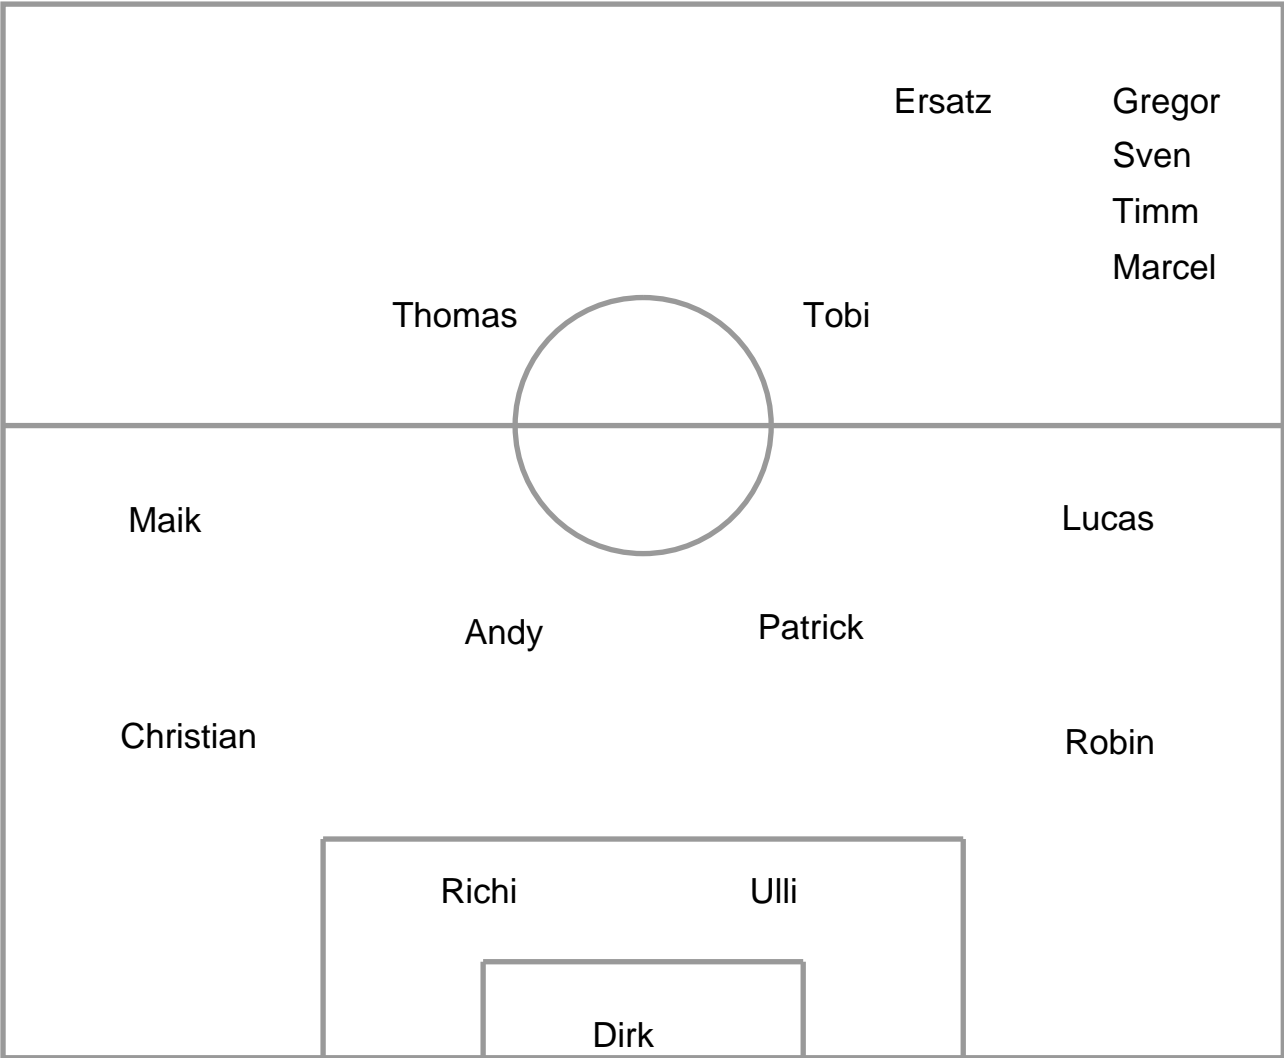 Ersatz Gregor
Sven
Timm
Marcel
Thomas Tobi
Maik Lucas
Andy Patrick
Christian Robin
Richi Ulli
Dirk